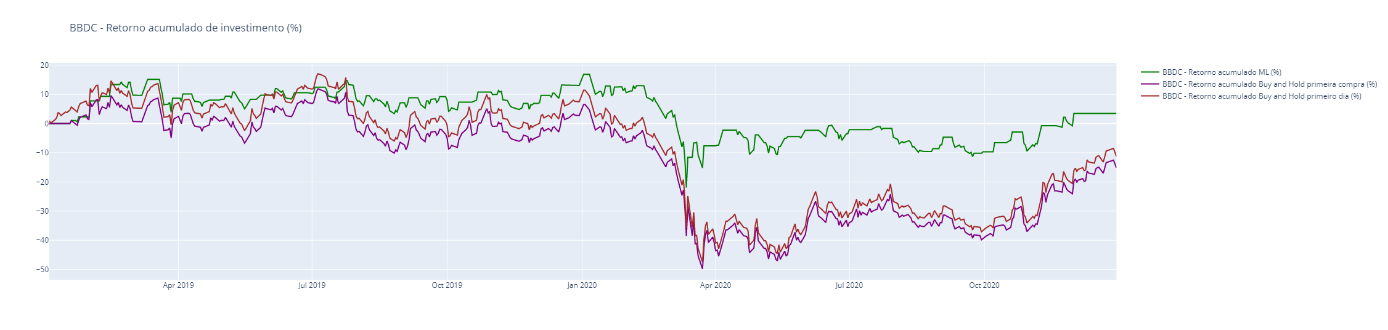 BBDC - Retorno acumulado de investimento (%)
20
10
0
−10
−20
−30
−40
−50
Apr 2019
Jul 2019
Oct 2019
Jan 2020
Apr 2020
Jul 2020
Oct 2020
BBDC - Retorno acumulado ML (%)
BBDC - Retorno acumulado Buy and Hold primeira compra (%)
BBDC - Retorno acumulado Buy and Hold primeiro dia (%)